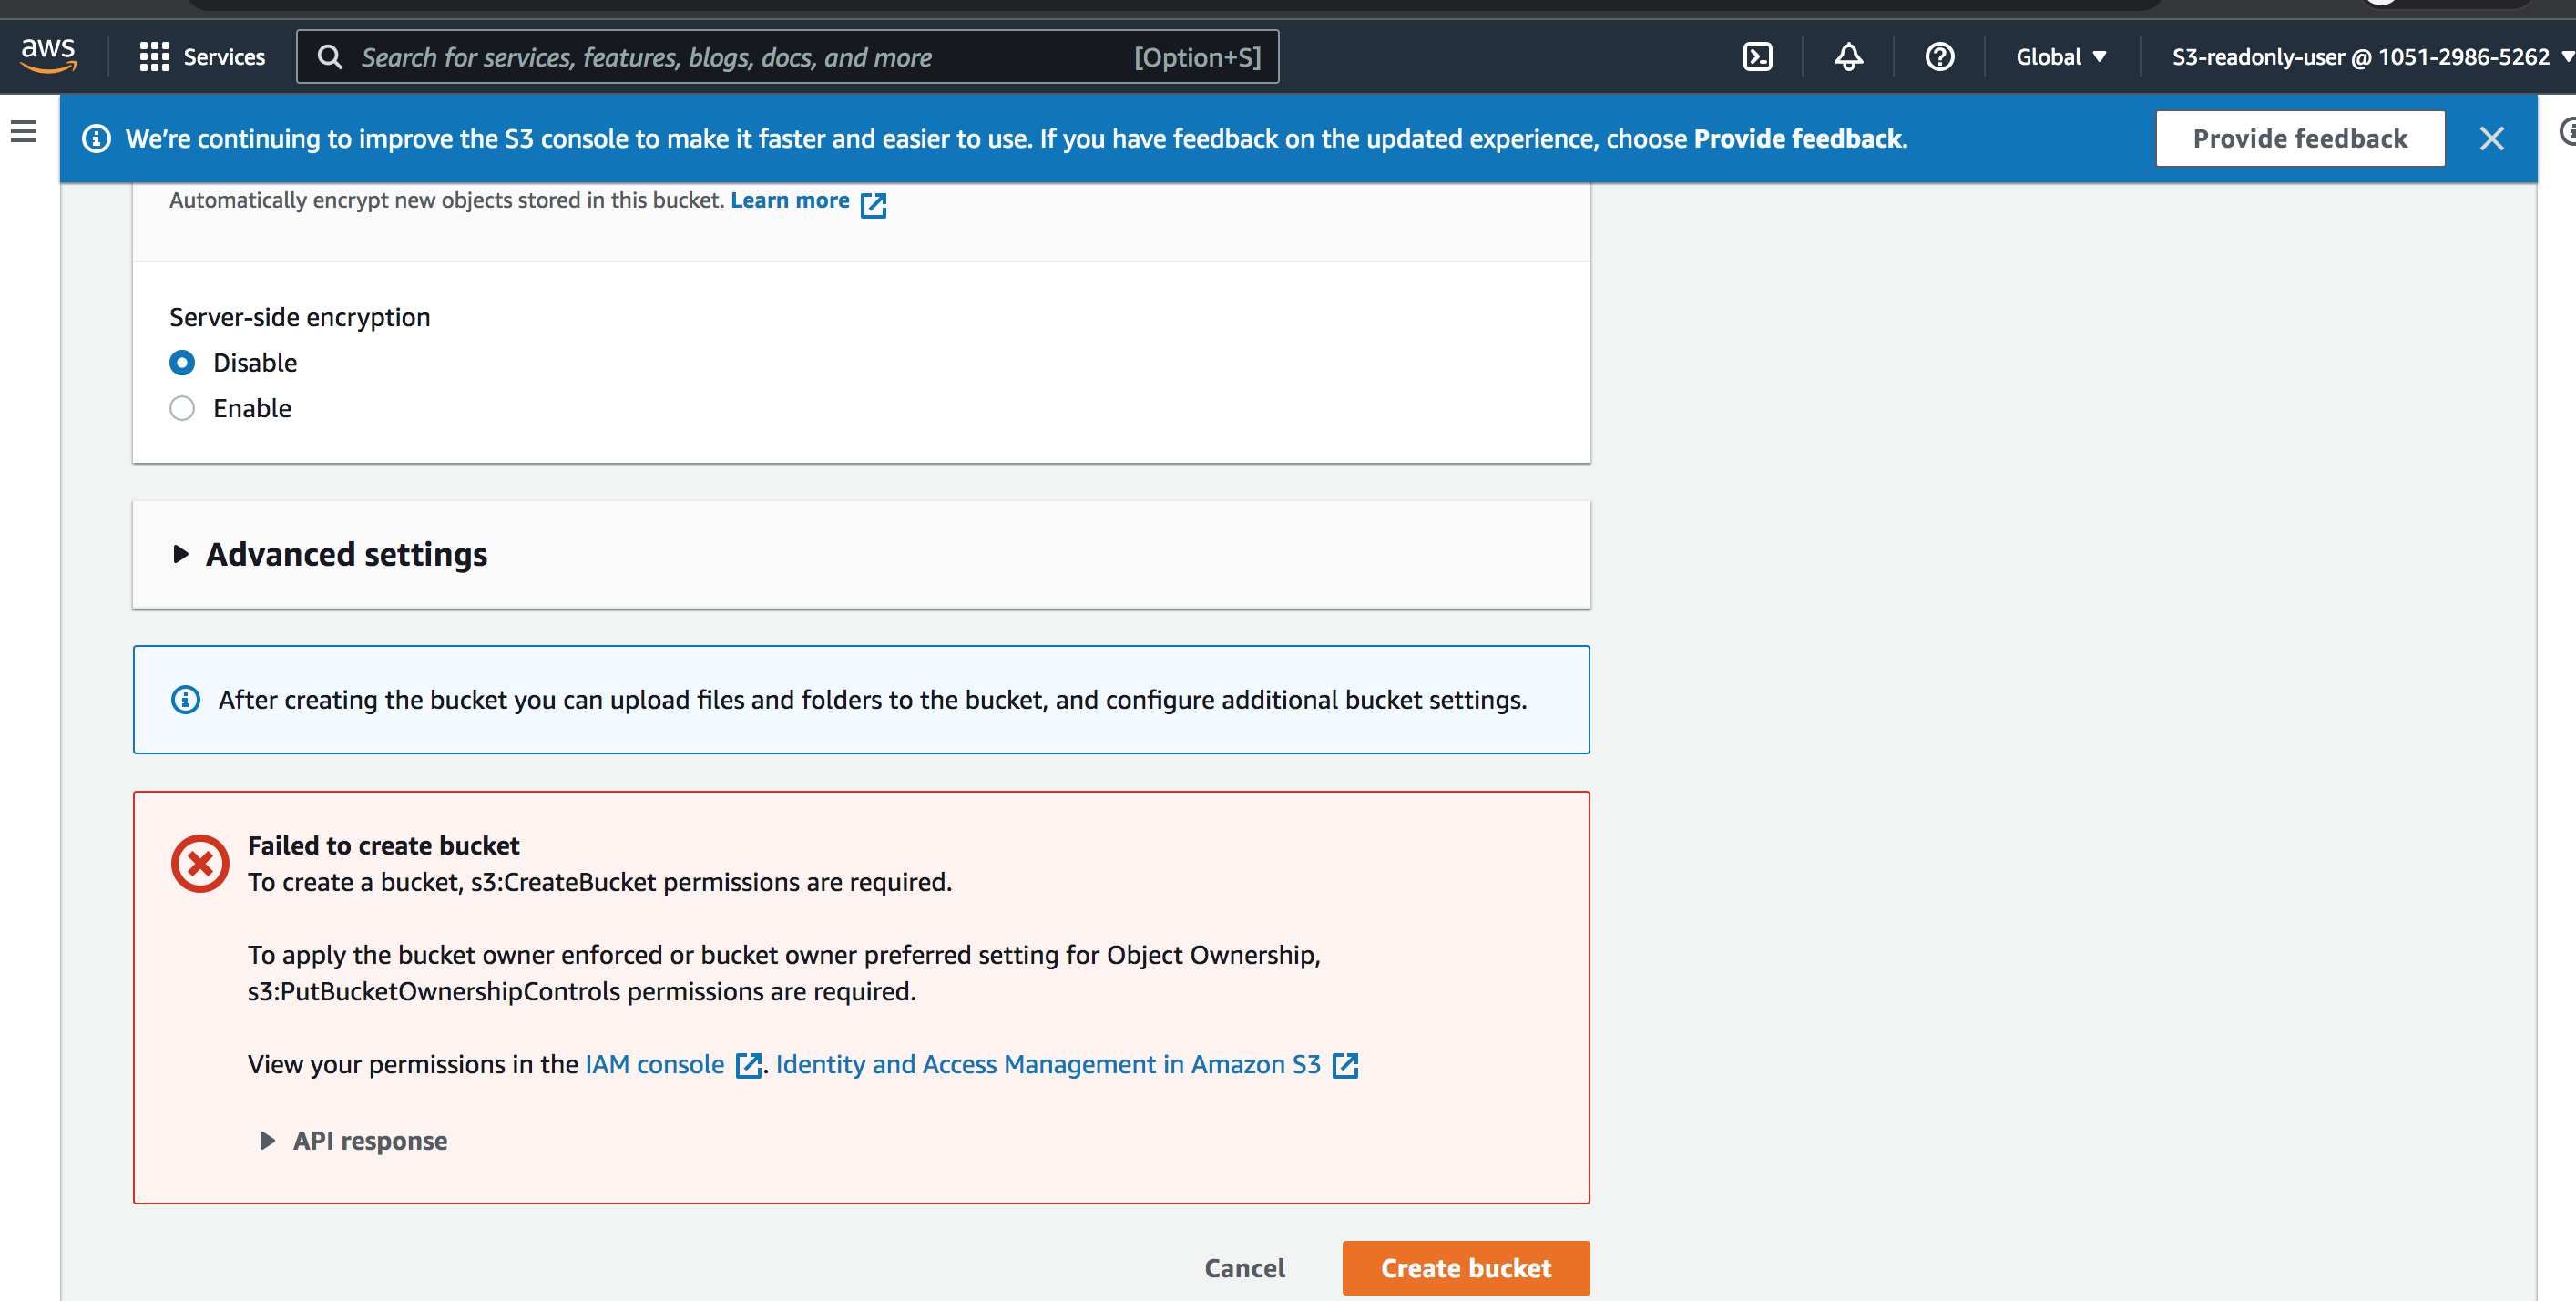 aws
Services
Search for services, features, blogs, docs, and more
[Option+S]
Global
S3-readonly-user @ 1051-2986-5262
We're continuing to improve the S3 console to make it faster and easier to use. If you have feedback on the updated experience, choose Provide feedback.
Provide feedback
Automatically encrypt new objects stored in this bucket. Learn more
Server-side encryption
Disable
Enable
Advanced settings
After creating the bucket you can upload files and folders to the bucket, and configure additional bucket settings.
Failed to create bucket
To create a bucket, s3:CreateBucket permissions are required.
To apply the bucket owner enforced or bucket owner preferred setting for Object Ownership,
s3:PutBucketOwnershipControls permissions are required.
View your permissions in the IAM console . Identity and Access Management in Amazon S3
API response
Cancel
Create bucket